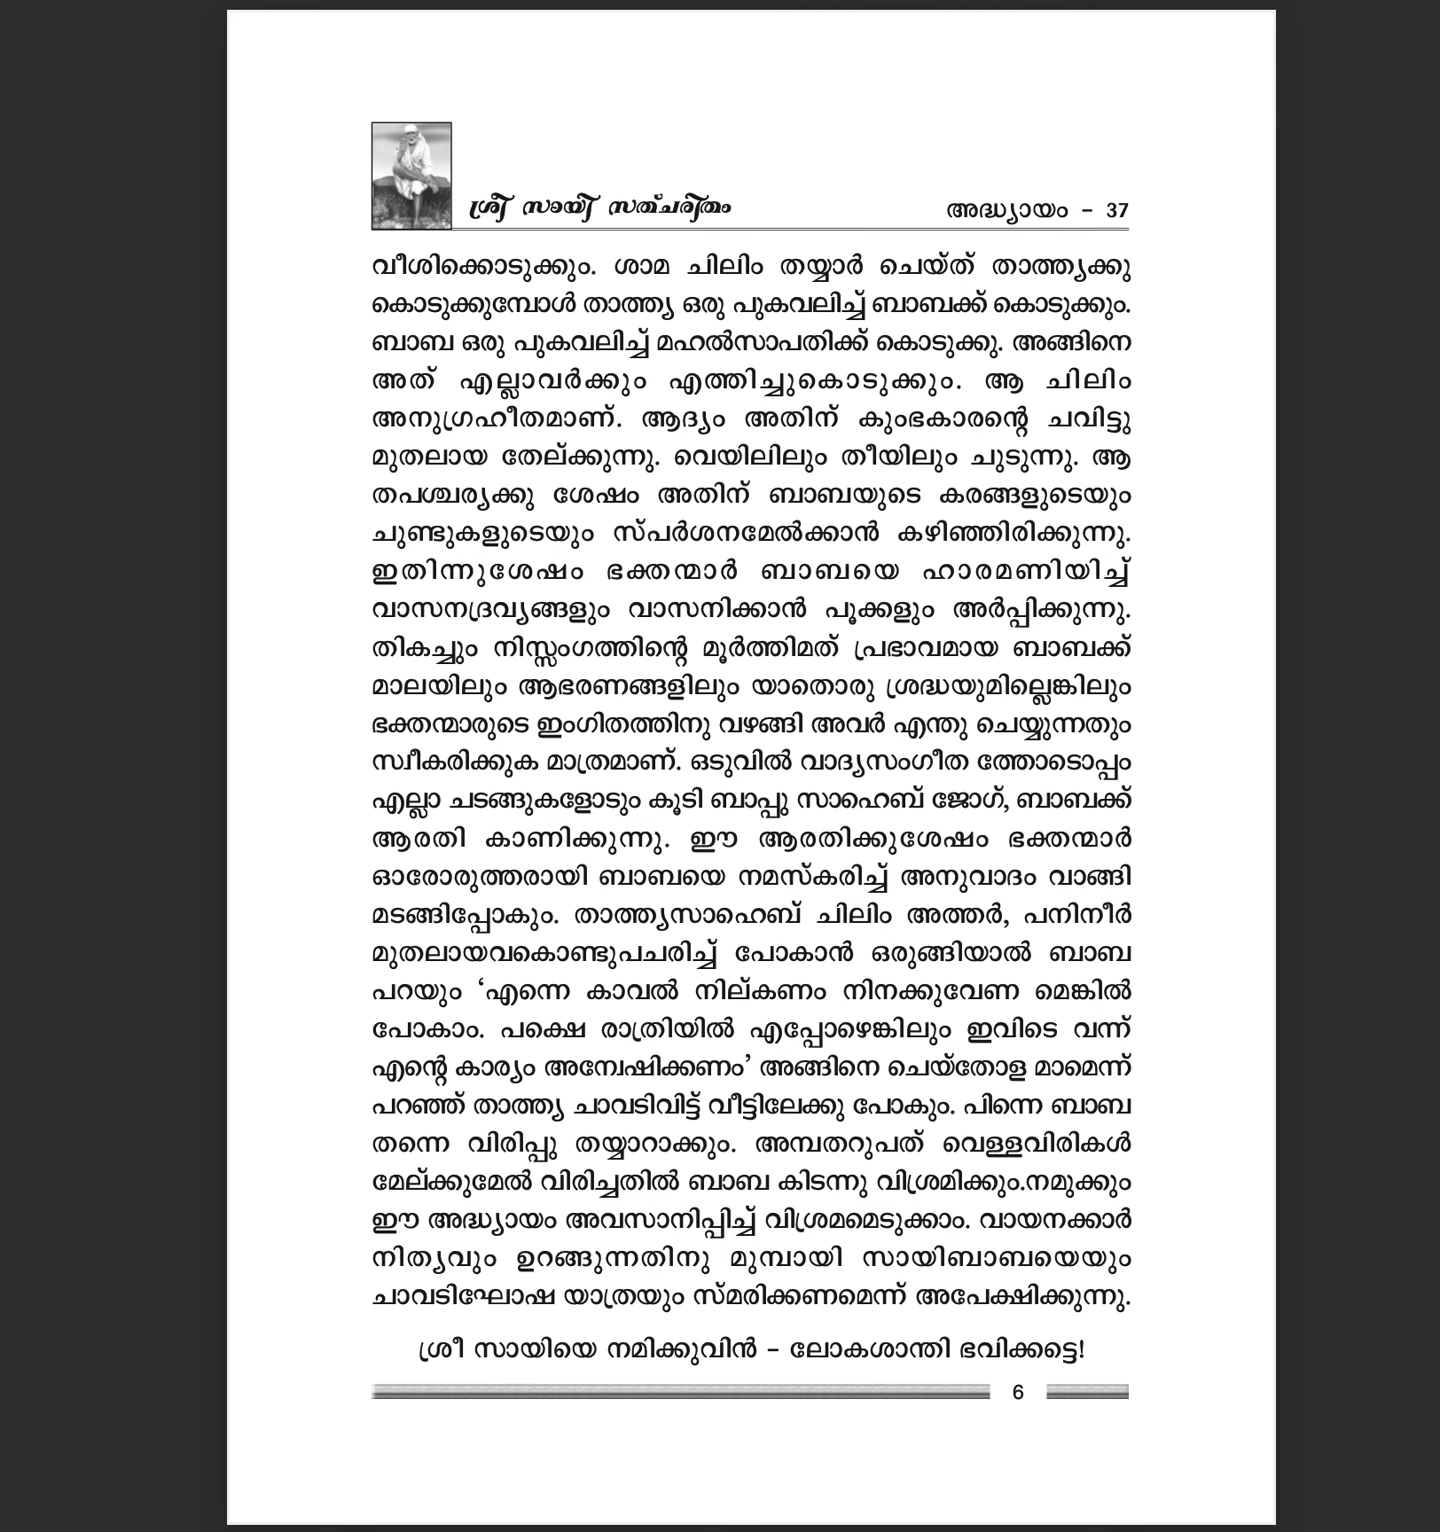 ശ്രീ സായി സത്ചരിതം
അദ്ധ്യായം - 37
വീശിക്കൊടുക്കും. ശാമ ചിലിം തയ്യാർ ചെയ്ത് താത്ത്യക്കു
കൊടുക്കുമ്പോൾ താത്ത്യ ഒരു പുകവലിച്ച് ബാബക്ക് കൊടുക്കും.
ബാബ ഒരു പുകവലിച്ച് മഹൽസാപതിക്ക് കൊടുക്കു. അങ്ങിനെ
അത് എല്ലാവർക്കും എത്തിച്ചുകൊടുക്കും. ആ ചിലിം
അനുഗ്രഹീതമാണ്. ആദ്യം അതിന് കുംഭകാരന്റെ ചവിട്ടു
മുതലായ തേല്ക്കുന്നു. വെയിലിലും തീയിലും ചുടുന്നു. ആ
തപശ്ചര്യക്കു ശേഷം അതിന് ബാബയുടെ കരങ്ങളുടെയും
ചുണ്ടുകളുടെയും സ്പർശനമേൽക്കാൻ കഴിഞ്ഞിരിക്കുന്നു.
ഇതിന്നുശേഷം ഭക്തന്മാർ ബാബയെ ഹാരമണിയിച്ച്
വാസനദ്രവ്യങ്ങളും വാസനിക്കാൻ പൂക്കളും അർപ്പിക്കുന്നു.
തികച്ചും നിസ്സംഗത്തിന്റെ മൂർത്തിമത് പ്രഭാവമായ ബാബക്ക്
മാലയിലും ആഭരണങ്ങളിലും യാതൊരു ശ്രദ്ധയുമില്ലെങ്കിലും
ഭക്തന്മാരുടെ ഇംഗിതത്തിനു വഴങ്ങി അവർ എന്തു ചെയ്യുന്നതും
സ്വീകരിക്കുക മാത്രമാണ്. ഒടുവിൽ വാദ്യസംഗീത ത്തോടൊപ്പം
എല്ലാ ചടങ്ങുകളോടും കൂടി ബാപ്പു സാഹെബ് ജോഗ്, ബാബക്ക്
ആരതി കാണിക്കുന്നു. ഈ ആരതിക്കുശേഷം ഭക്തന്മാർ
ഓരോരുത്തരായി ബാബയെ നമസ്കരിച്ച് അനുവാദം വാങ്ങി
മടങ്ങിപ്പോകും. താത്ത്യസാഹെബ് ചിലിം അത്തർ, പനിനീർ
മുതലായവകൊണ്ടുപചരിച്ച് പോകാൻ ഒരുങ്ങിയാൽ ബാബ
പറയും ‘എന്നെ കാവൽ നില്കണം നിനക്കുവേണ മെങ്കിൽ
പോകാം. പക്ഷെ രാത്രിയിൽ എപ്പോഴെങ്കിലും ഇവിടെ വന്ന്
എന്റെ കാര്യം അന്വേഷിക്കണം’ അങ്ങിനെ ചെയ്തോള മാമെന്ന്
പറഞ്ഞ് താത്ത്യ ചാവടിവിട്ട് വീട്ടിലേക്കു പോകും. പിന്നെ ബാബ
തന്നെ വിരിപ്പു തയ്യാറാക്കും. അമ്പതറുപത് വെള്ളവിരികൾ
മേല്ക്കുമേൽ വിരിച്ചതിൽ ബാബ കിടന്നു വിശ്രമിക്കും.നമുക്കും
ഈ അദ്ധ്യായം അവസാനിപ്പിച്ച് വിശ്രമമെടുക്കാം. വായനക്കാർ
നിത്യവും ഉറങ്ങുന്നതിനു മുമ്പായി സായിബാബയെയും
ചാവടിഘോഷ യാത്രയും സ്മരിക്കണമെന്ന് അപേക്ഷിക്കുന്നു.
ശ്രീ സായിയെ നമിക്കുവിൻ - ലോകശാന്തി ഭവിക്കട്ടെ!
6